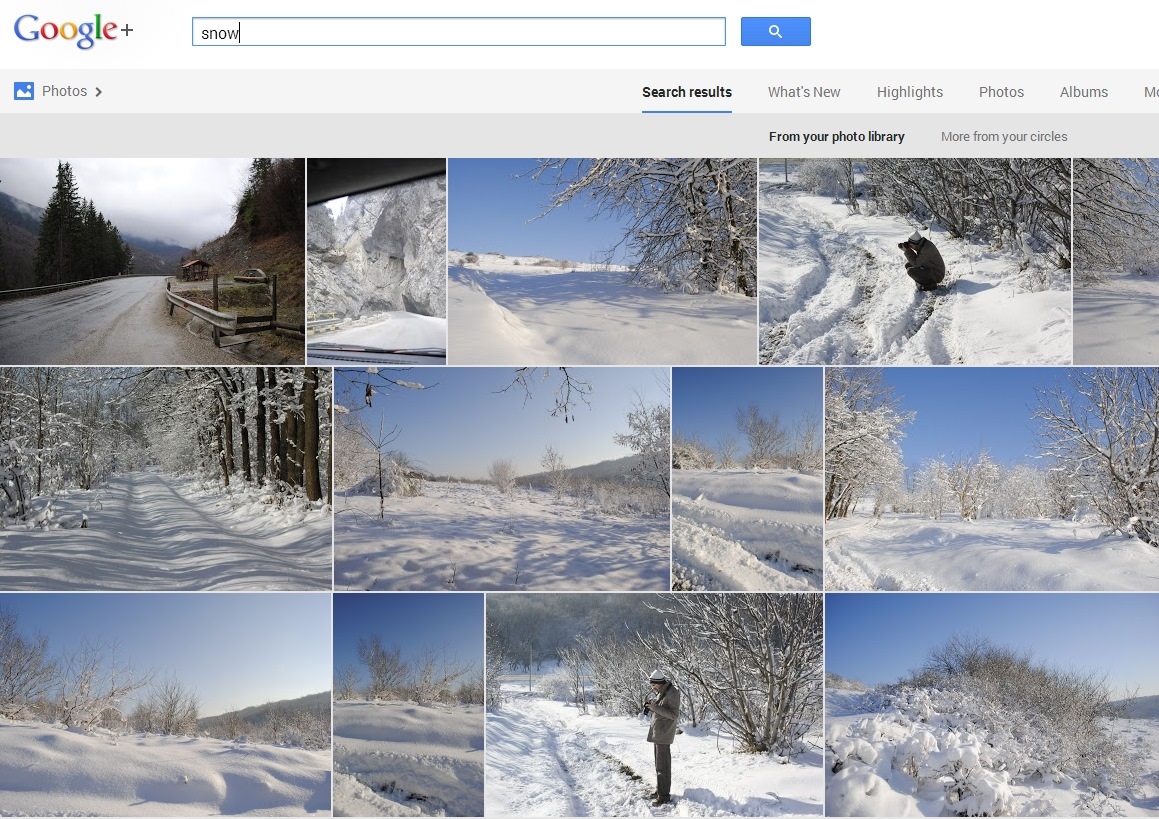 Google+
snow
Photos
Search results What's New Highlights Photos Albums
From your photo library More from your circles